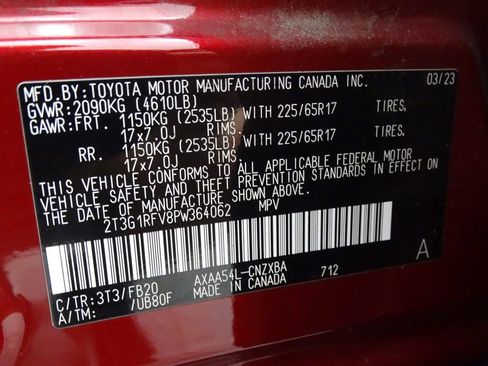 MFD.BY:TOYOTA MOTOR MANUFACTURING CANADA INC. 03/23
GVWR:2090KG (4610LB)
GAWR:FRT. 1150KG (2535LB) WITH 225/65R17 TIRES,
17x7.0J RIMS.
RR. 1150KG (2535LB) WITH 225/65R17 TIRES,
17x7.0J RIMS.
THIS VEHICLE CONFORMS TO ALL APPLICABLE FEDERAL MOTOR
VEHICLE SAFETY AND THEFT PREVENTION STANDARDS IN EFFECT
ON THE DATE OF MANUFACTURE SHOWN ABOVE.
2T3G1RFV8PW364062 MPV
A
C/TR:3T3/FB20 AXAA54L-CNZXBA 712
A/TM: /UB80F MADE IN CANADA